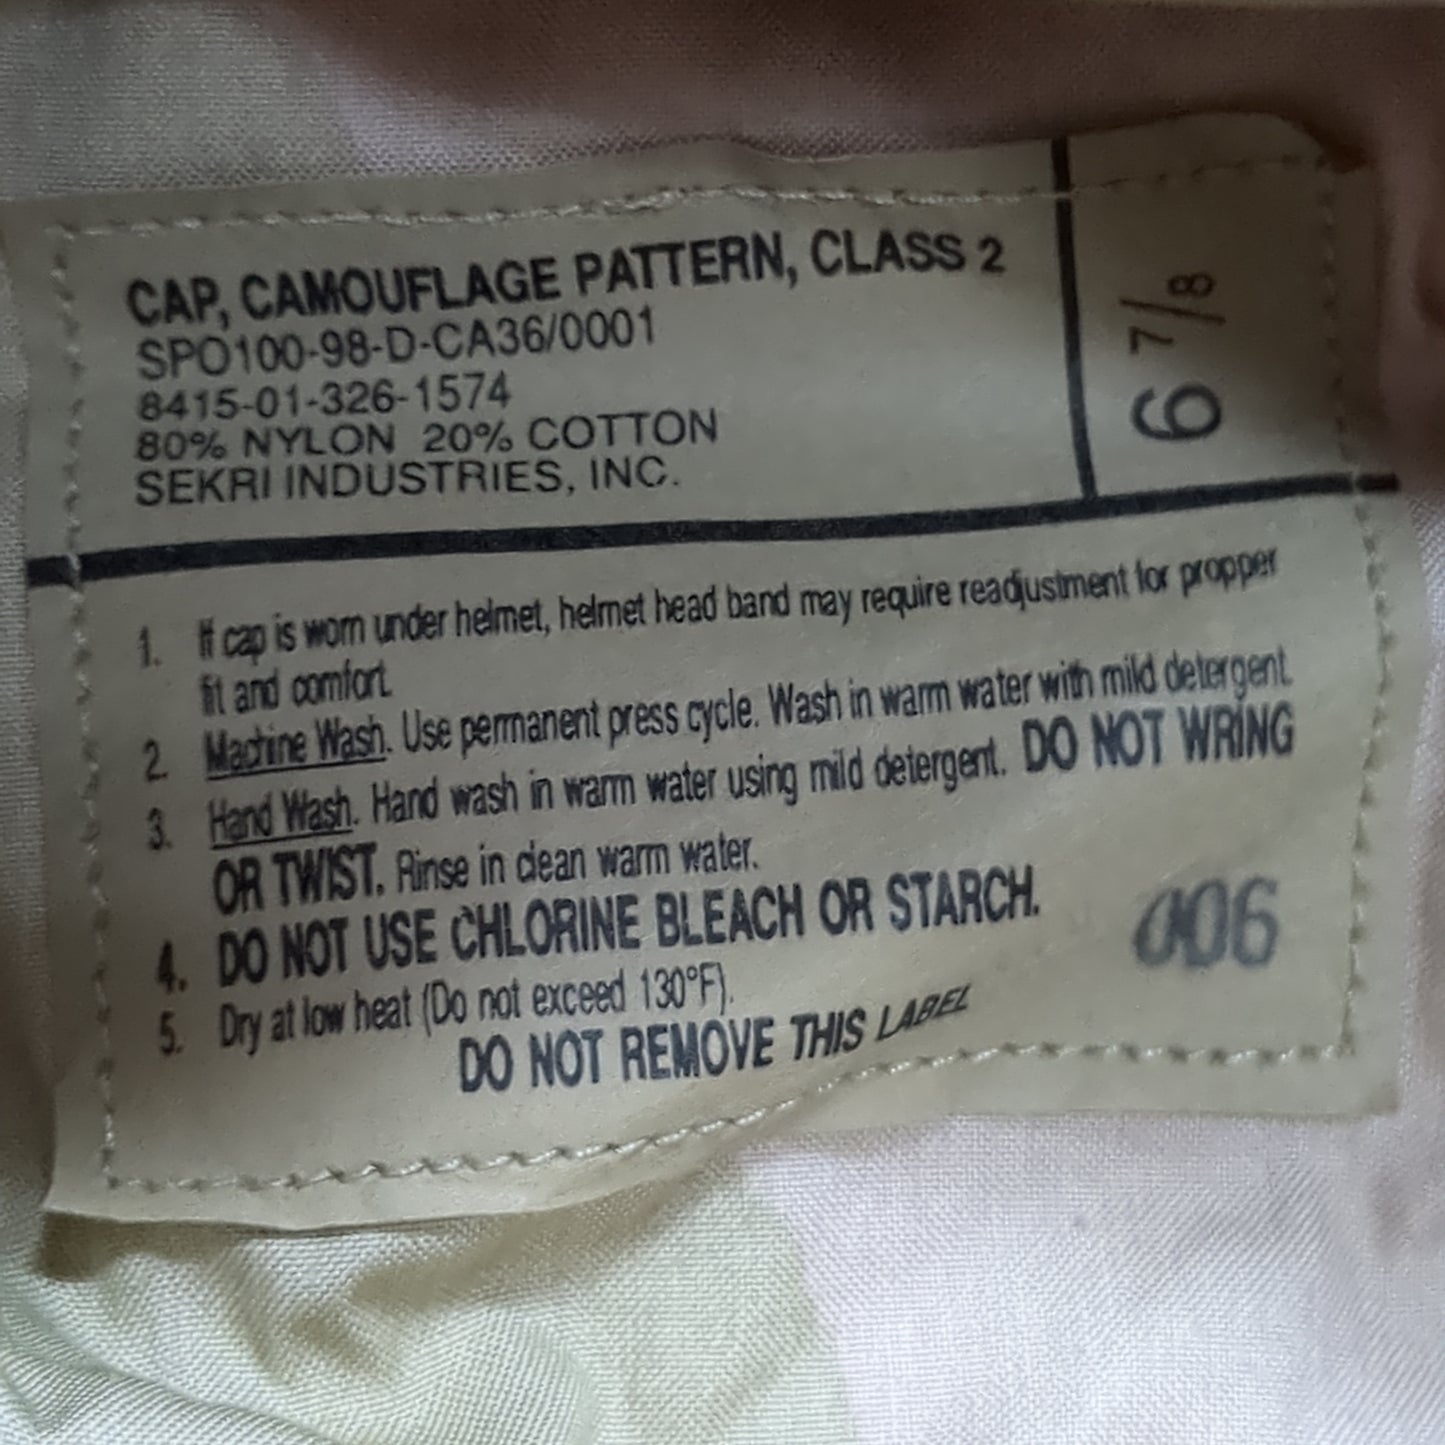 CAP, CAMOUFLAGE PATTERN, CLASS 2
SPO100-98-D-CA36/0001
8415-01-326-1574
80% NYLON 20% COTTON
SEKRI INDUSTRIES, INC.
6 7/8
1. If cap is worn under helmet, helmet head band may require readjustment for propper
fit and comfort.
2. Machine Wash. Use permanent press cycle. Wash in warm water with mild detergent.
3. Hand Wash. Hand wash in warm water using mild detergent. DO NOT WRING
OR TWIST. Rinse in clean warm water.
4. DO NOT USE CHLORINE BLEACH OR STARCH.
5. Dry at low heat (Do not exceed 130°F).
DO NOT REMOVE THIS LABEL
006